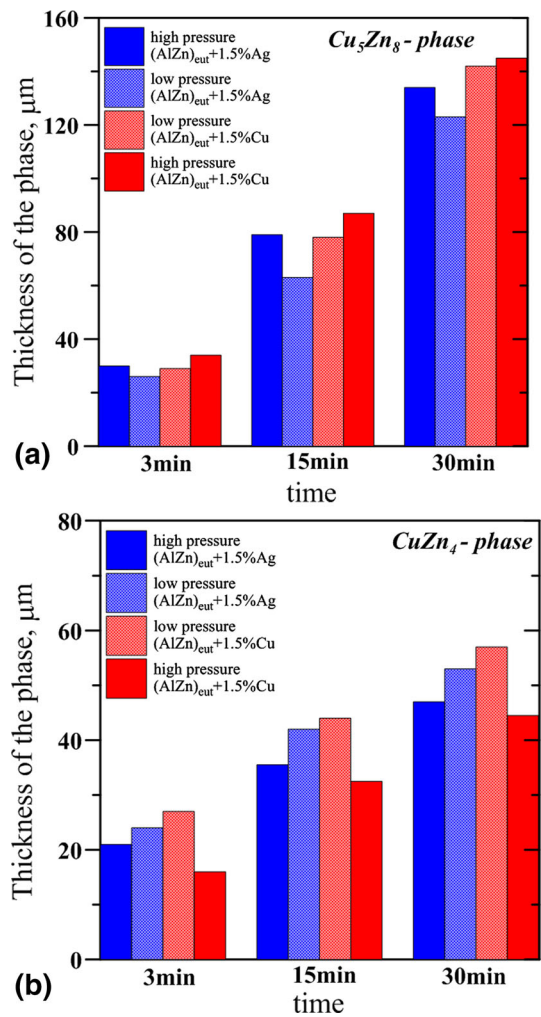 160
120
80
40
0
Thickness of the phase, μm
high pressure
(AlZn)eut+1.5%Ag
low pressure
(AlZn)eut+1.5%Ag
low pressure
(AlZn)eut+1.5%Cu
high pressure
(AlZn)eut+1.5%Cu
Cu5Zn8 - phase
3min 15min 30min
time
(a)
80
60
40
20
0
Thickness of the phase, μm
high pressure
(AlZn)eut+1.5%Ag
low pressure
(AlZn)eut+1.5%Ag
low pressure
(AlZn)eut+1.5%Cu
high pressure
(AlZn)eut+1.5%Cu
CuZn4 - phase
3min 15min 30min
time
(b)